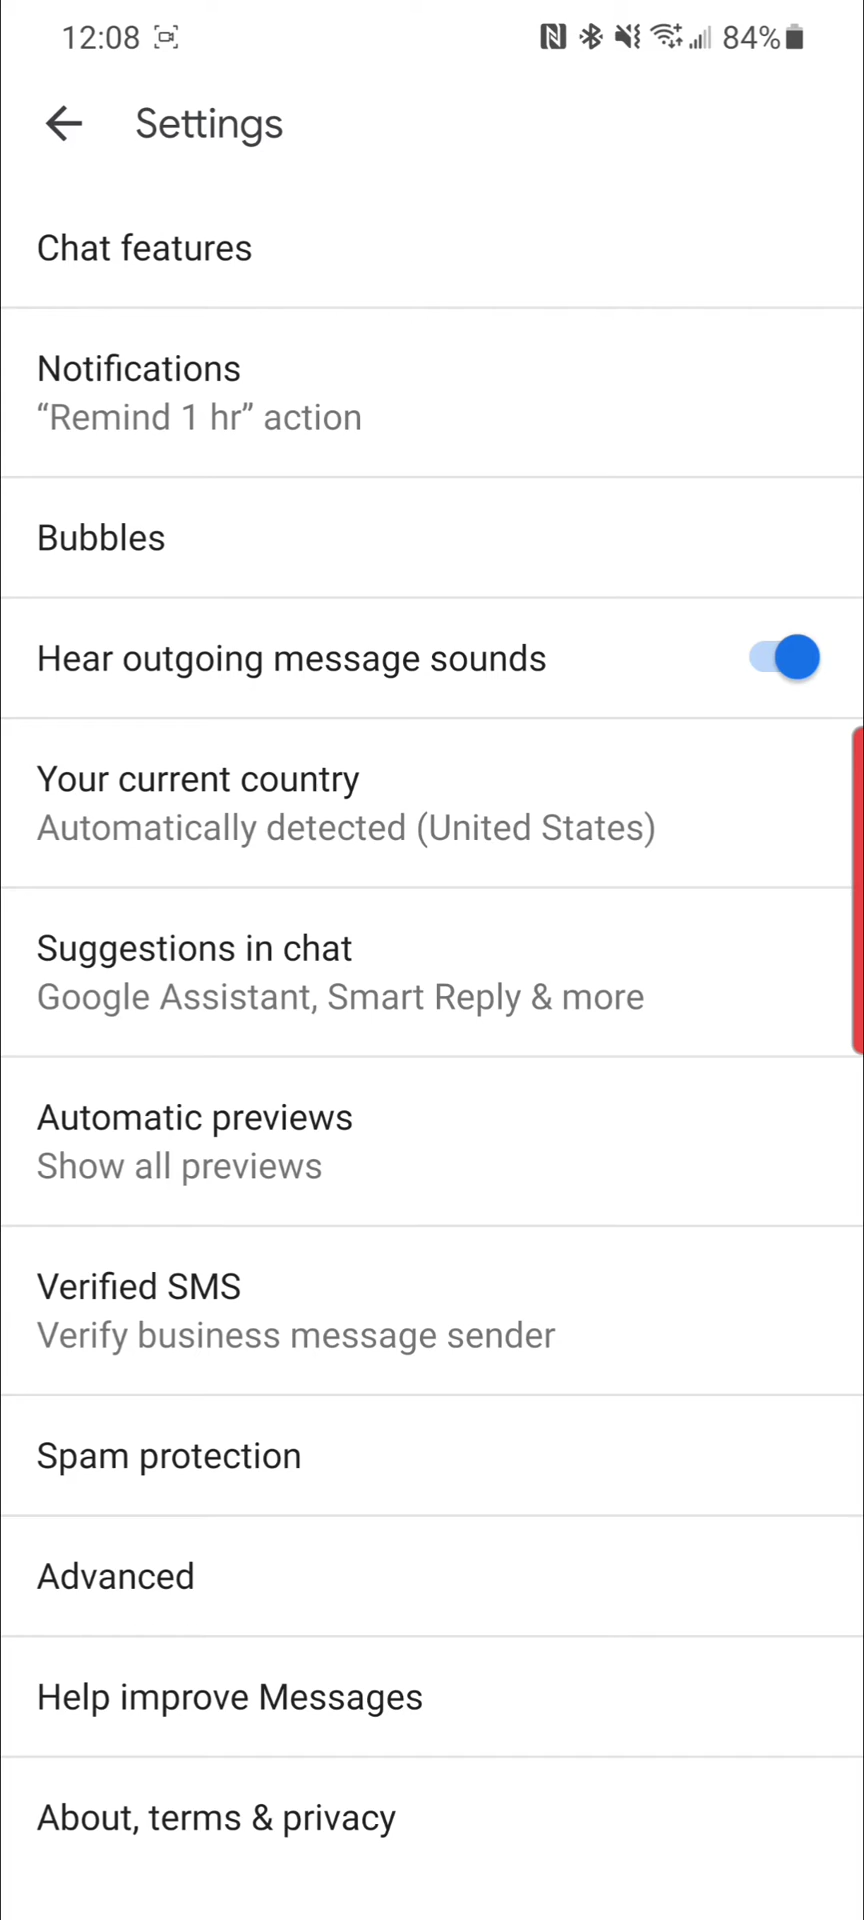 12:08 84%
Settings
Chat features
Notifications
“Remind 1 hr” action
Bubbles
Hear outgoing message sounds
Your current country
Automatically detected (United States)
Suggestions in chat
Google Assistant, Smart Reply & more
Automatic previews
Show all previews
Verified SMS
Verify business message sender
Spam protection
Advanced
Help improve Messages
About, terms & privacy